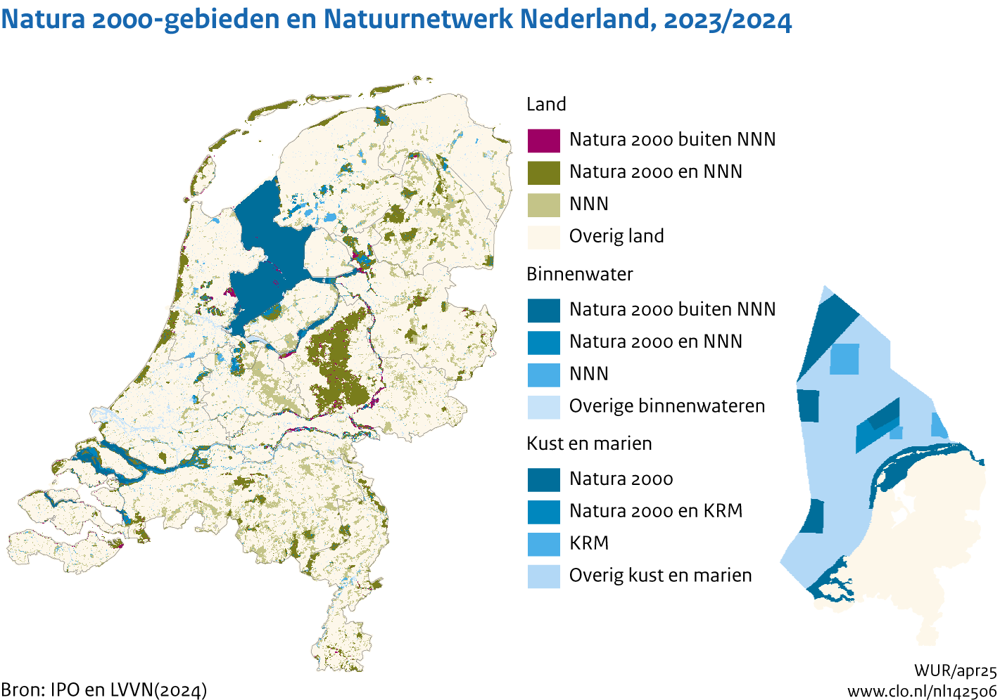 Natura 2000-gebieden en Natuurnetwerk Nederland, 2023/2024
Land
Natura 2000 buiten NNN
Natura 2000 en NNN
NNN
Overig land
Binnenwater
Natura 2000 buiten NNN
Natura 2000 en NNN
NNN
Overige binnenwateren
Kust en marien
Natura 2000
Natura 2000 en KRM
KRM
Overig kust en marien
WUR/apr25
Bron: IPO en LVVN(2024)
www.clo.nl/nl142506